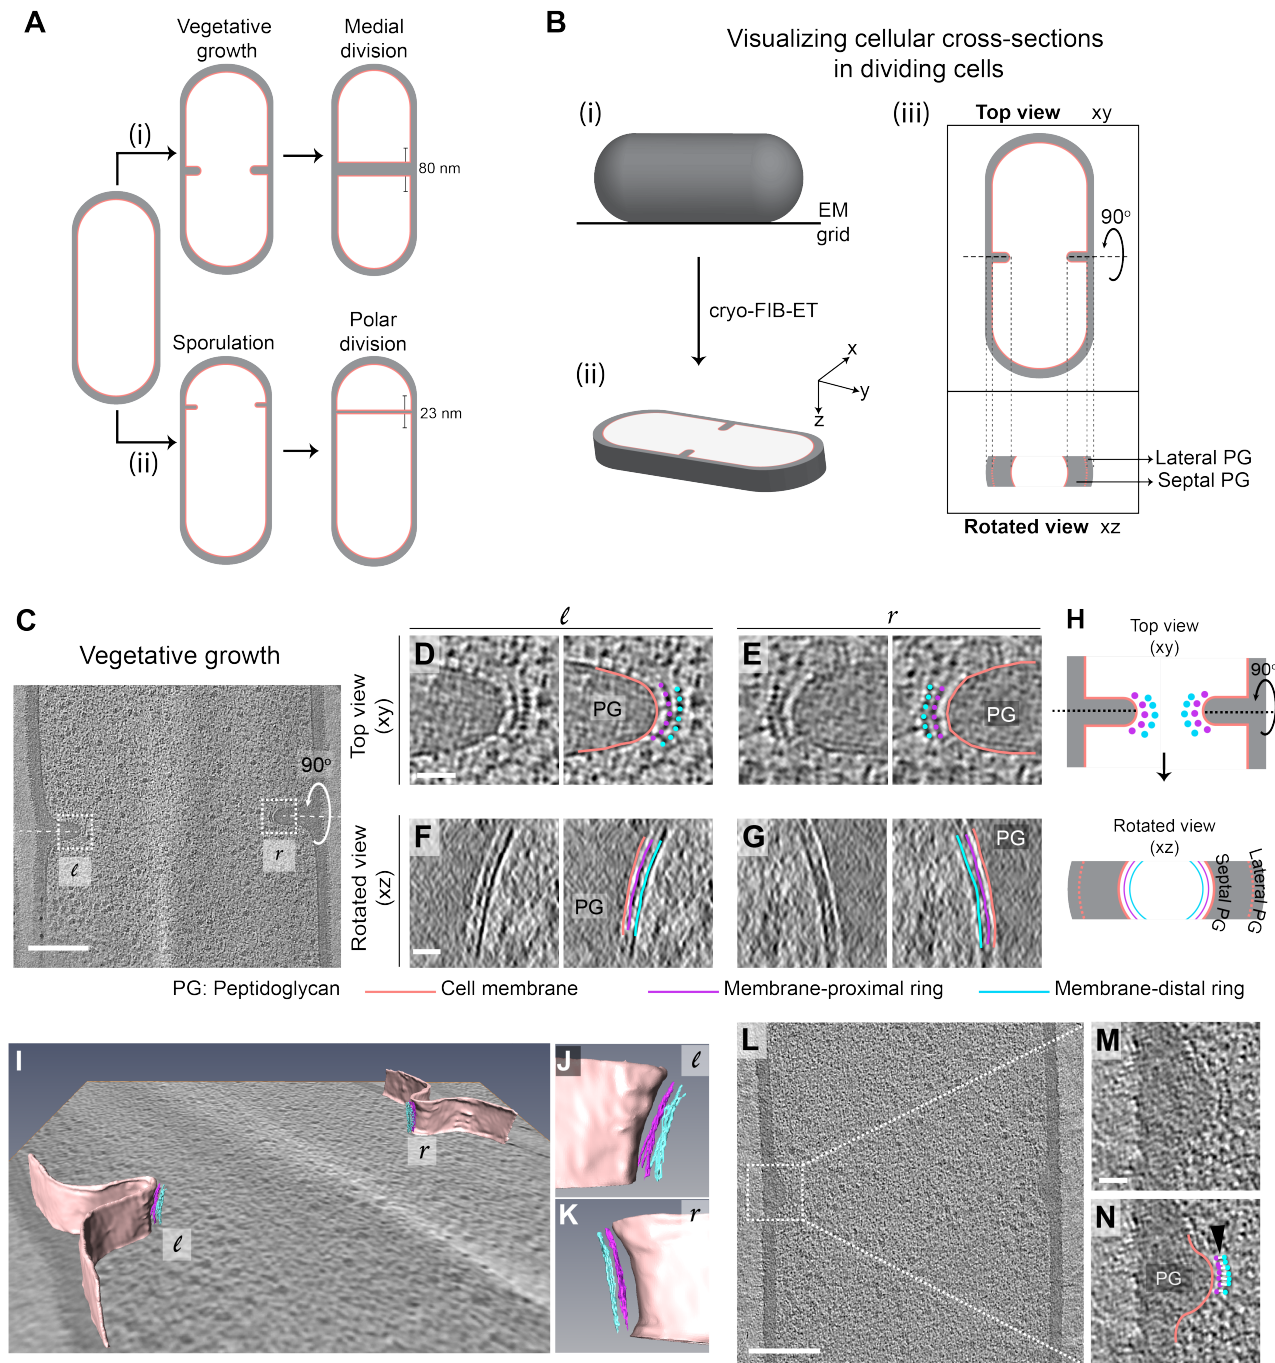 A
Vegetative
growth
Medial
division
(i)
80 nm
Sporulation
Polar
division
(ii)
23 nm
B
Visualizing cellular cross-sections
in dividing cells
(i)
EM
grid
cryo-FIB-ET
(ii)
x
y
z
(iii)
Top view xy
90°
Lateral PG
Septal PG
Rotated view xz
C
Vegetative growth
90°
ℓ
r
ℓ
r
Top view
(xy)
D
PG
E
PG
Rotated view
(xz)
F
PG
G
PG
H
Top view
(xy)
90°
Rotated view
(xz)
Septal PG
Lateral PG
PG: Peptidoglycan
Cell membrane
Membrane-proximal ring
Membrane-distal ring
I
r
ℓ
J
ℓ
K
r
L
M
N
PG